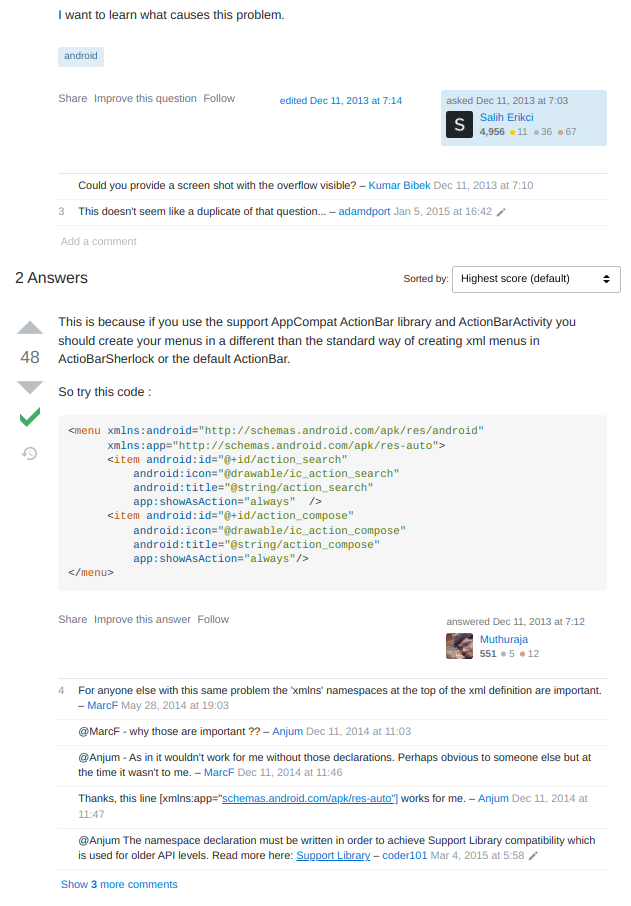 I want to learn what causes this problem.
android
Share Improve this question Follow
edited Dec 11, 2013 at 7:14
asked Dec 11, 2013 at 7:03
S
Salih Erikci
4,956 11 36 67
Could you provide a screen shot with the overflow visible? – Kumar Bibek Dec 11, 2013 at 7:10
3 This doesn't seem like a duplicate of that question... – adamdport Jan 5, 2015 at 16:42
Add a comment
2 Answers
Sorted by: Highest score (default)
48
This is because if you use the support AppCompat ActionBar library and ActionBarActivity you
should create your menus in a different than the standard way of creating xml menus in
ActioBarSherlock or the default ActionBar.
So try this code :
<menu xmlns:android="http://schemas.android.com/apk/res/android"
      xmlns:app="http://schemas.android.com/apk/res-auto">
      <item android:id="@+id/action_search"
          android:icon="@drawable/ic_action_search"
          android:title="@string/action_search"
          app:showAsAction="always"  />
      <item android:id="@+id/action_compose"
          android:icon="@drawable/ic_action_compose"
          android:title="@string/action_compose"
          app:showAsAction="always"/>
</menu>
Share Improve this answer Follow
answered Dec 11, 2013 at 7:12
Muthuraja
551 5 12
4 For anyone else with this same problem the 'xmlns' namespaces at the top of the xml definition are important.
– MarcF May 28, 2014 at 19:03
@MarcF - why those are important ?? – Anjum Dec 11, 2014 at 11:03
@Anjum - As in it wouldn't work for me without those declarations. Perhaps obvious to someone else but at
the time it wasn't to me. – MarcF Dec 11, 2014 at 11:46
Thanks, this line [xmlns:app="schemas.android.com/apk/res-auto"] works for me. – Anjum Dec 11, 2014 at
11:47
@Anjum The namespace declaration must be written in order to achieve Support Library compatibility which
is used for older API levels. Read more here: Support Library – coder101 Mar 4, 2015 at 5:58
Show 3 more comments